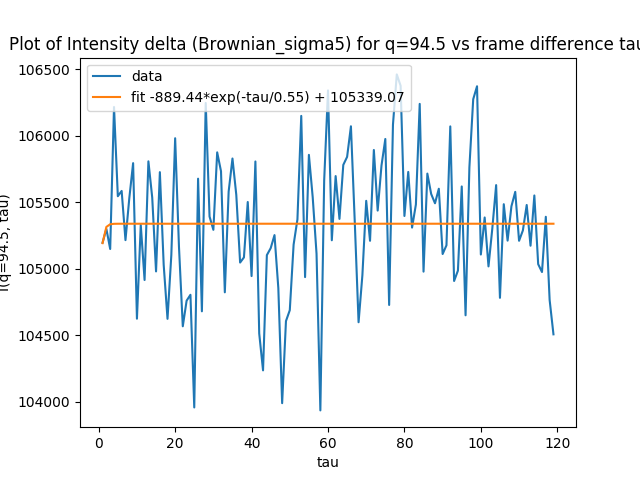 Plot of Intensity delta (Brownian_sigma5) for q=94.5 vs frame difference tau
data
fit -889.44*exp(-tau/0.55) + 105339.07
106500
106000
105500
105000
104500
104000
I(q=94.5, tau)
0
20
40
60
80
100
120
tau